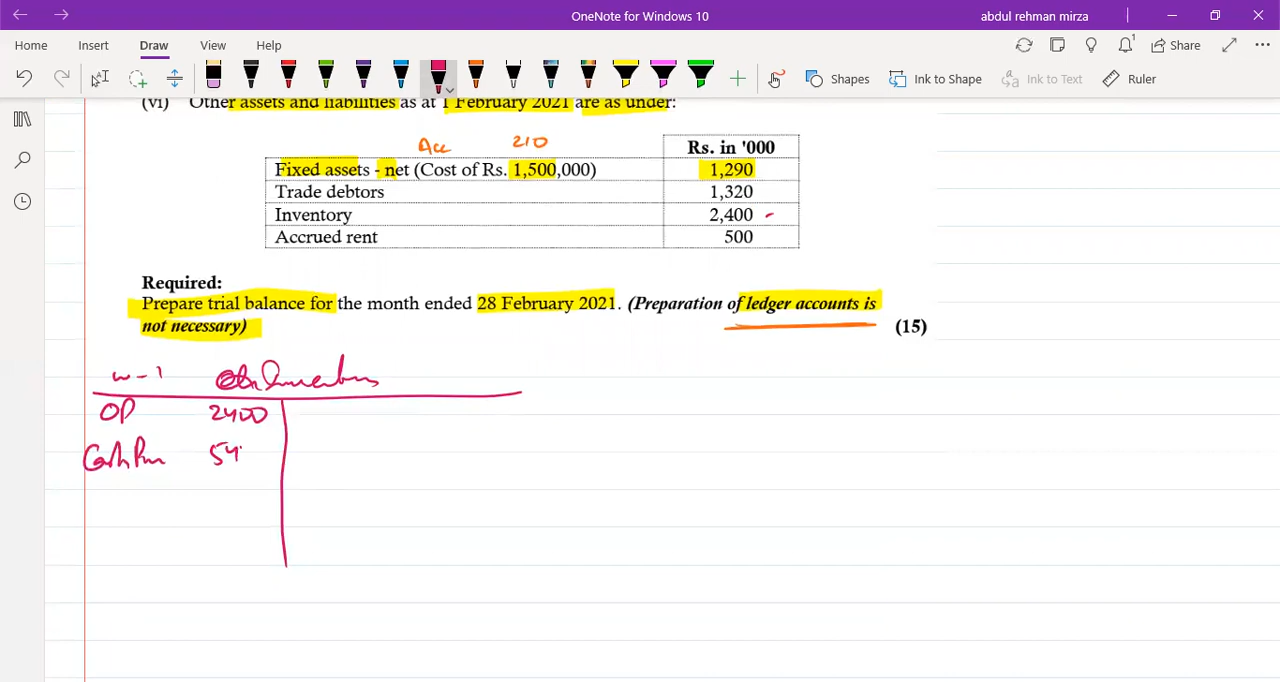 OneNote for Windows 10
abdul rehman mirza
Home Insert Draw View Help
Share
Shapes Ink to Shape Ink to Text Ruler
(vi) Other assets and liabilities as at 1 February 2021 are as under:
Acc 210
Rs. in '000
Fixed assets - net (Cost of Rs. 1,500,000) 1,290
Trade debtors 1,320
Inventory 2,400
Accrued rent 500
Required:
Prepare trial balance for the month ended 28 February 2021. (Preparation of ledger accounts is
not necessary)
(15)
w-1
OP 2400
Cash Pur 54